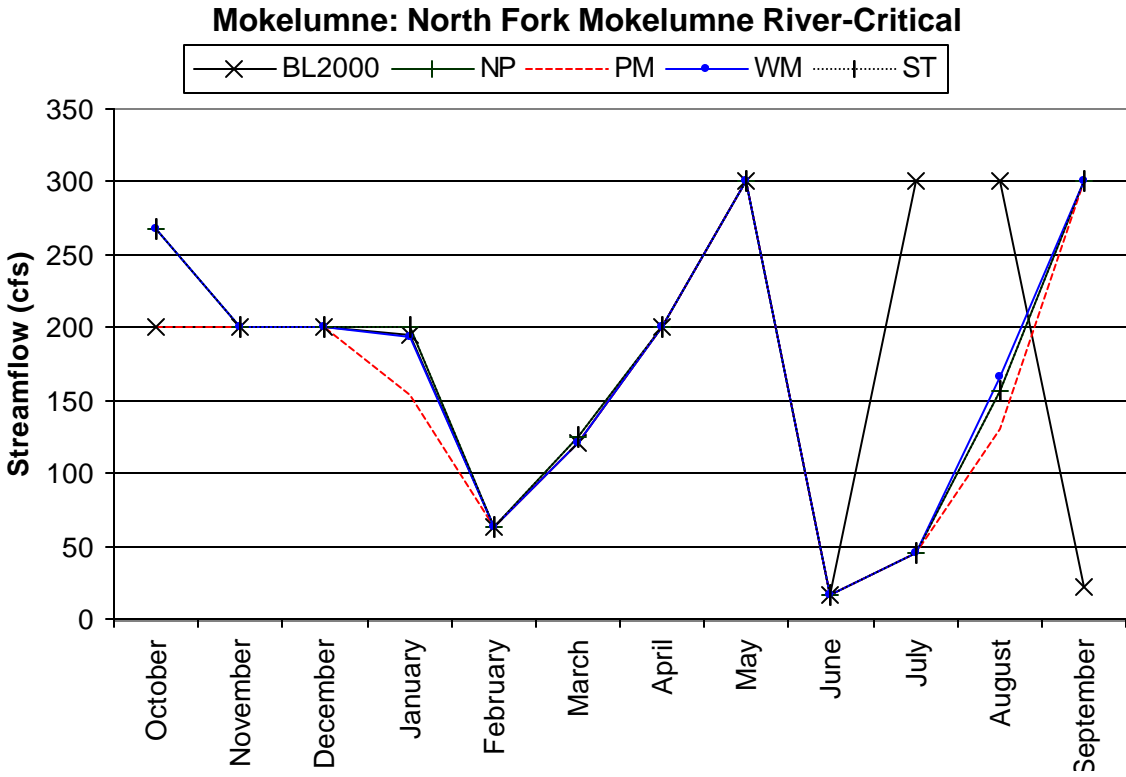 Mokelumne: North Fork Mokelumne River-Critical
BL2000 NP PM WM ST
350
300
250
200
150
100
50
0
Streamflow (cfs)
October
November
December
January
February
March
April
May
June
July
August
September